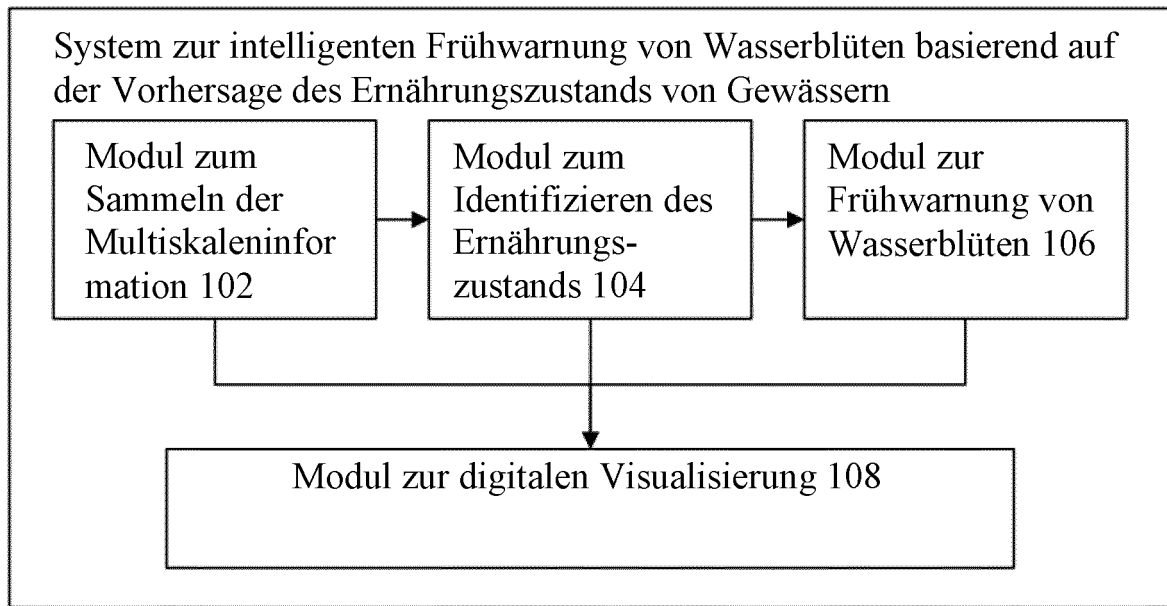 System zur intelligenten Frühwarnung von Wasserblüten basierend auf
der Vorhersage des Ernährungszustands von Gewässern
Modul zum
Sammeln der
Multiskaleninfor
mation 102
Modul zum
Identifizieren des
Ernährungs-
zustands 104
Modul zur
Frühwarnung von
Wasserblüten 106
Modul zur digitalen Visualisierung 108